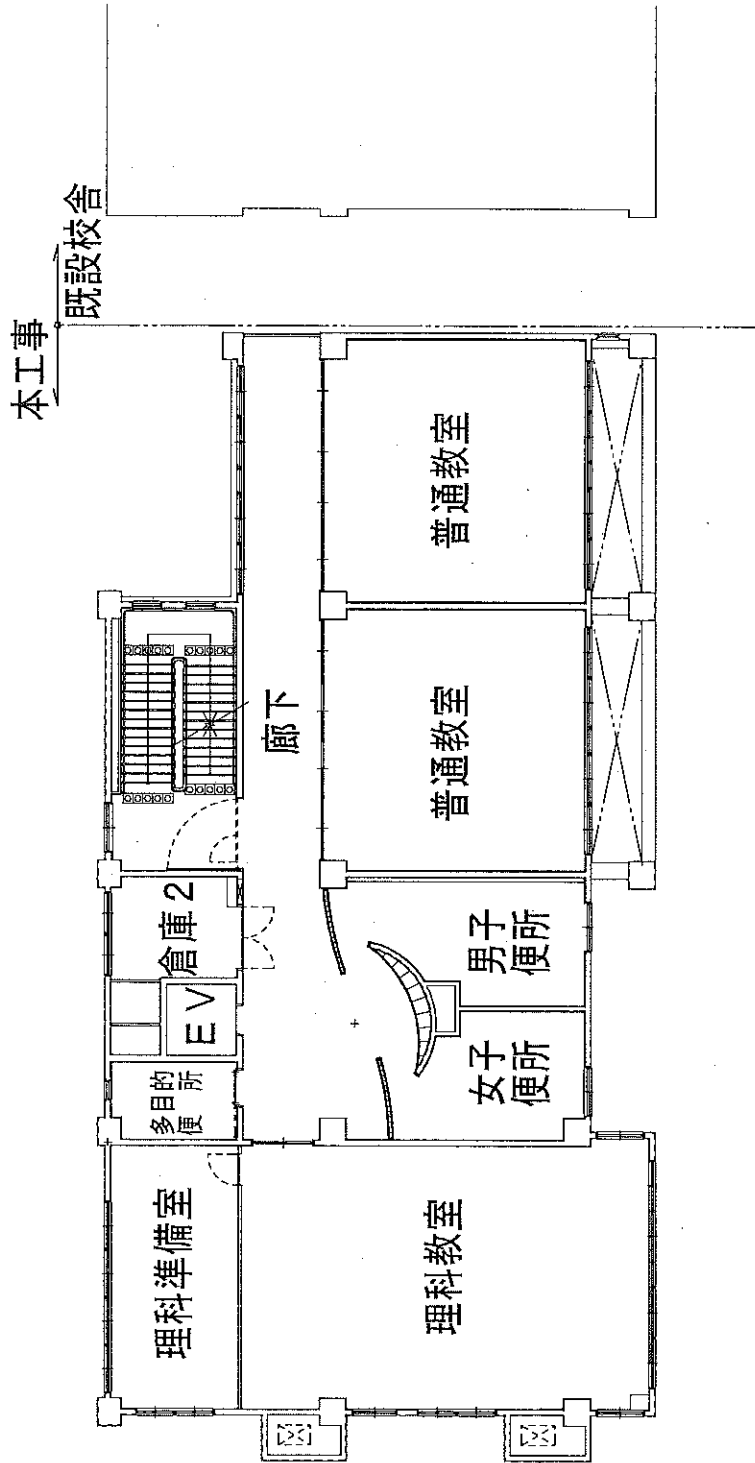 本工事
既設校舎
普通教室
普通教室
廊下
倉庫2
EV
多目的
便所
男子
便所
女子
便所
理科準備室
理科教室